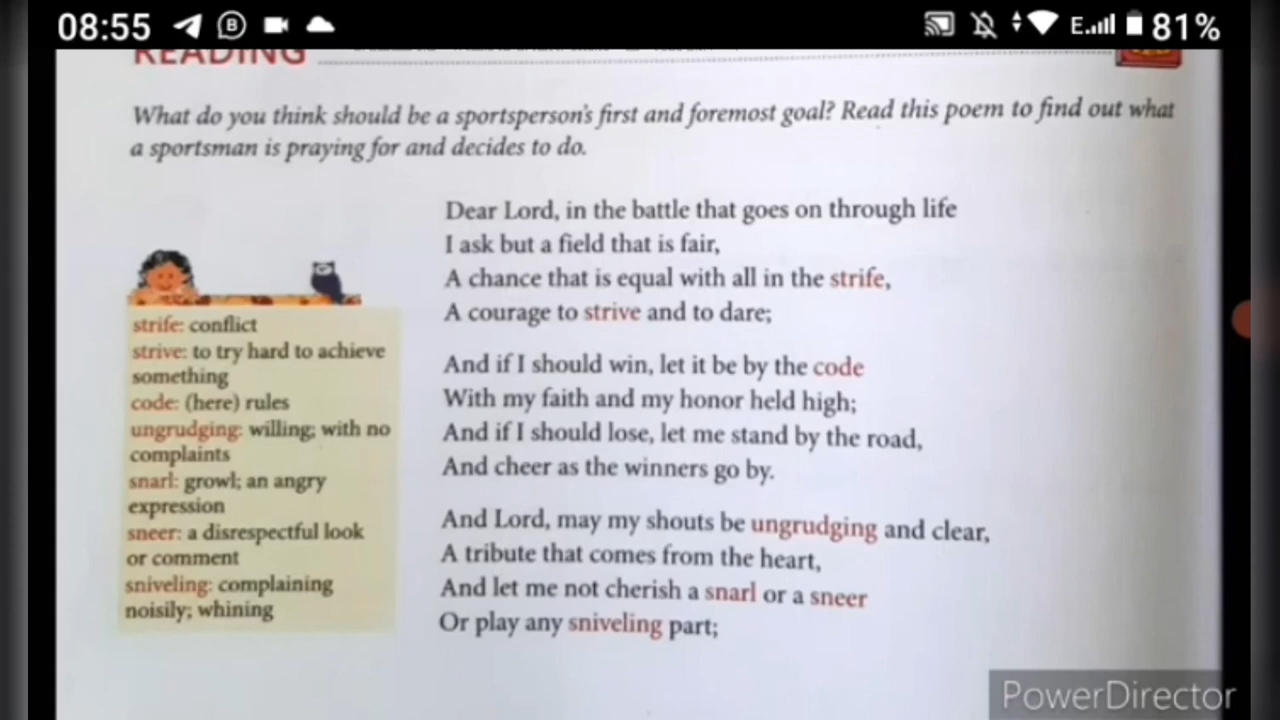 08:55
81%
READING
What do you think should be a sportsperson's first and foremost goal? Read this poem to find out what
a sportsman is praying for and decides to do.
Dear Lord, in the battle that goes on through life
I ask but a field that is fair,
A chance that is equal with all in the strife,
A courage to strive and to dare;
And if I should win, let it be by the code
With my faith and my honor held high;
And if I should lose, let me stand by the road,
And cheer as the winners go by.
And Lord, may my shouts be ungrudging and clear,
A tribute that comes from the heart,
And let me not cherish a snarl or a sneer
Or play any sniveling part;
strife: conflict
strive: to try hard to achieve
something
code: (here) rules
ungrudging: willing; with no
complaints
snarl: growl; an angry
expression
sneer: a disrespectful look
or comment
sniveling: complaining
noisily; whining
PowerDirector